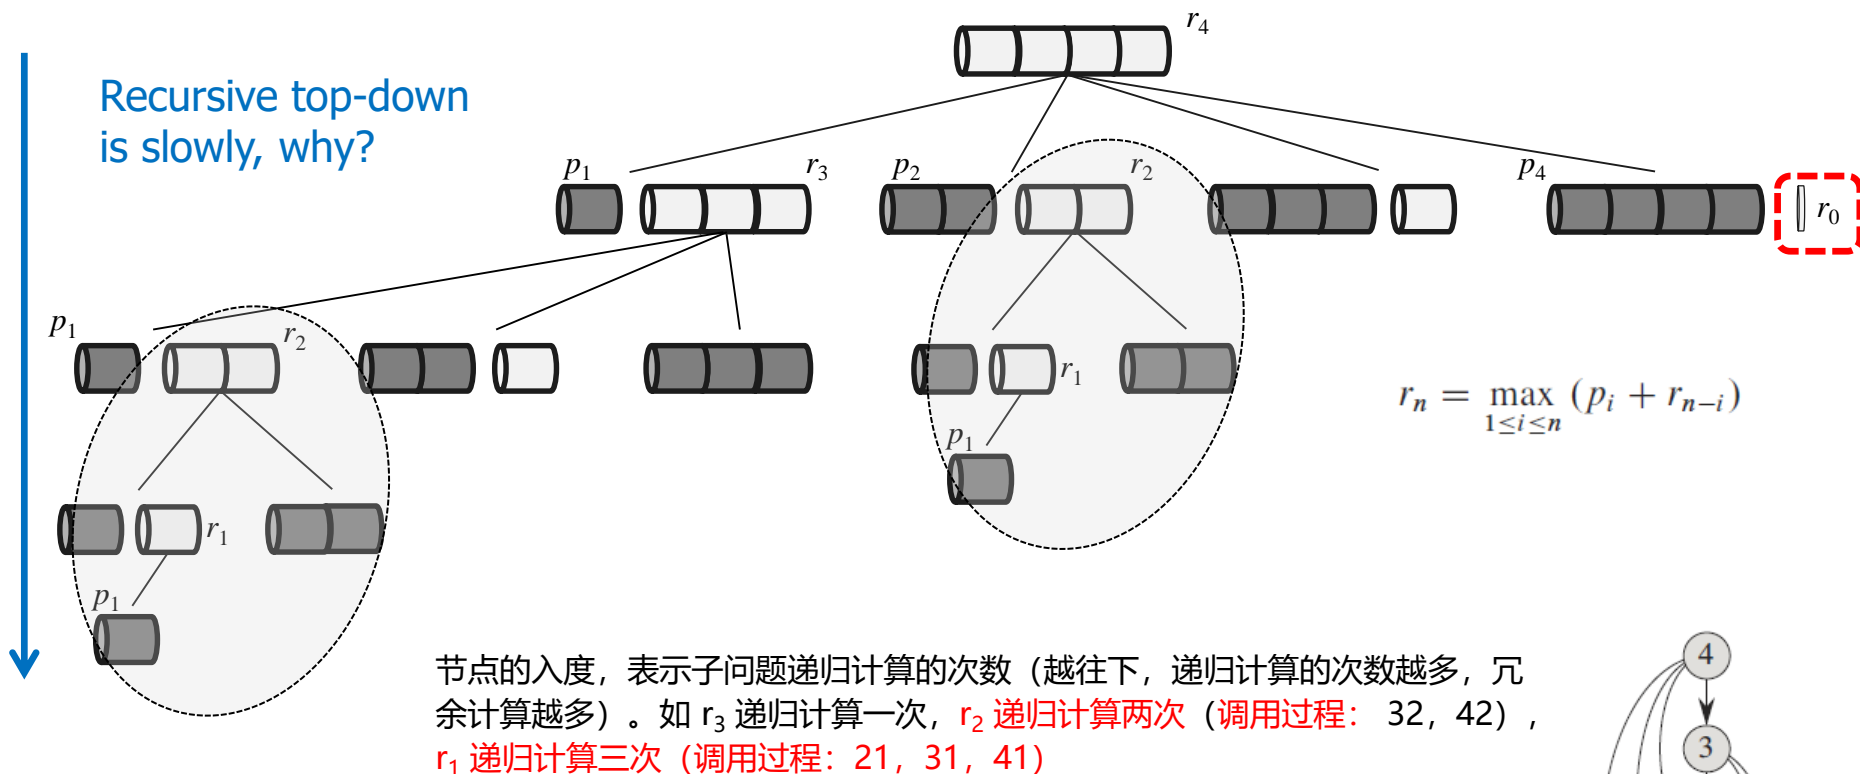 r4
Recursive top-down
is slowly, why?
p1 r3 p2 r2 p4 r0
p1 r2
r1
rn = max (pi + rn−i)
1≤i≤n
p1
r1
p1
节点的入度，表示子问题递归计算的次数（越往下，递归计算的次数越多，冗
余计算越多）。如 r3 递归计算一次，r2 递归计算两次（调用过程： 32，42），
r1 递归计算三次（调用过程：21，31，41）
4
3